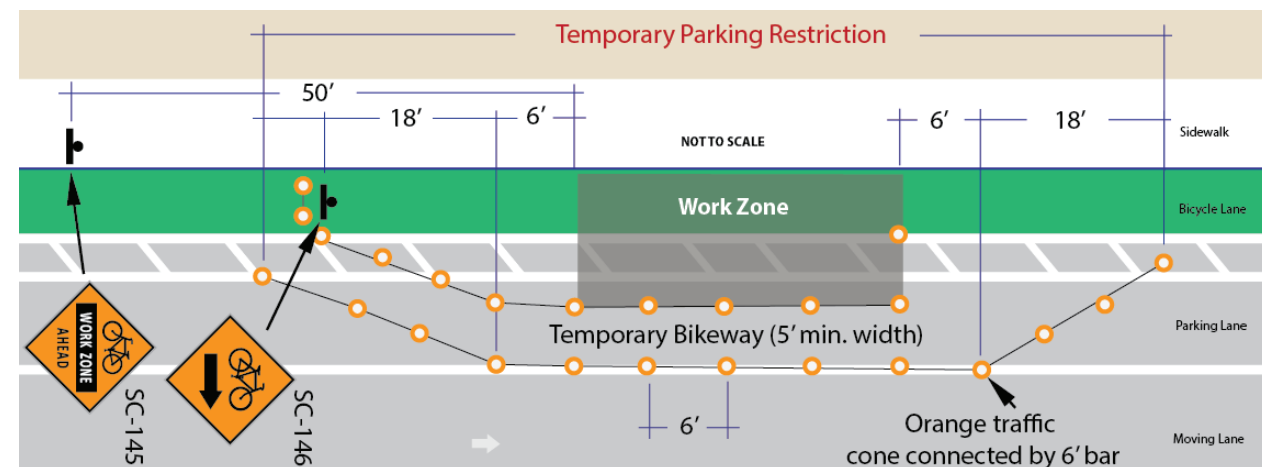 Temporary Parking Restriction
50’
18’
6’
6’
18’
NOT TO SCALE
Sidewalk
Work Zone
Bicycle Lane
Temporary Bikeway (5’ min. width)
Parking Lane
WORK ZONE
AHEAD
SC-145
SC-146
6’
Orange traffic
cone connected by 6’ bar
Moving Lane